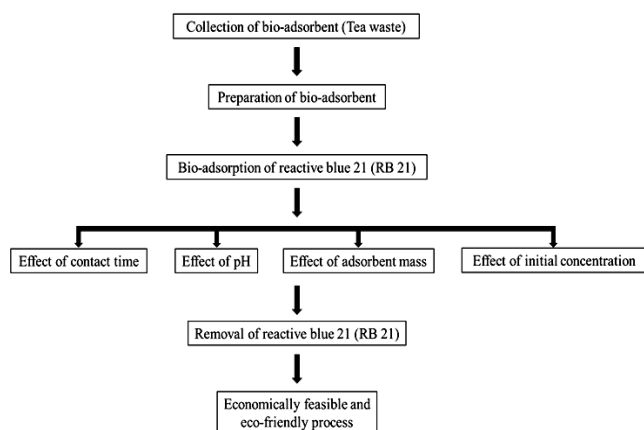 Collection of bio-adsorbent (Tea waste)
Preparation of bio-adsorbent
Bio-adsorption of reactive blue 21 (RB 21)
Effect of contact time
Effect of pH
Effect of adsorbent mass
Effect of initial concentration
Removal of reactive blue 21 (RB 21)
Economically feasible and
eco-friendly process